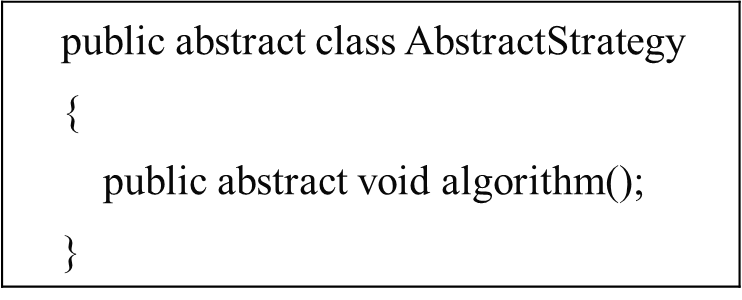 public abstract class AbstractStrategy
{
public abstract void algorithm();
}